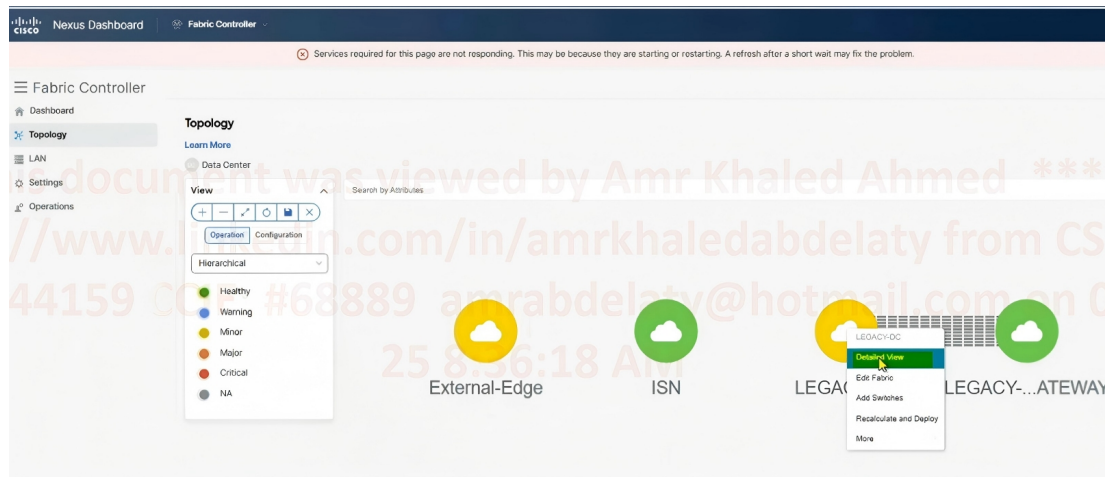 cisco Nexus Dashboard Fabric Controller
Services required for this page are not responding. This may be because they are starting or restarting. A refresh after a short wait may fix the problem.
Fabric Controller
Dashboard
Topology
LAN
Settings
Operations
Topology
Learn More
Data Center
View
Search by Attributes
Operation Configuration
Hierarchical
Healthy
Warning
Minor
Major
Critical
NA
External-Edge
ISN
LEGACY-DC
Detailed View
Edit Fabric
Add Switches
Recalculate and Deploy
More
LEGA
LEGACY-...ATEWAY
document was viewed by Amr Khaled Ahmed ***
//www.linkedin.com/in/amrkhaledabdelaty from CS
44159 #68889 amrabdelaty@hotmail.com on 0
25 8:36:18 AM